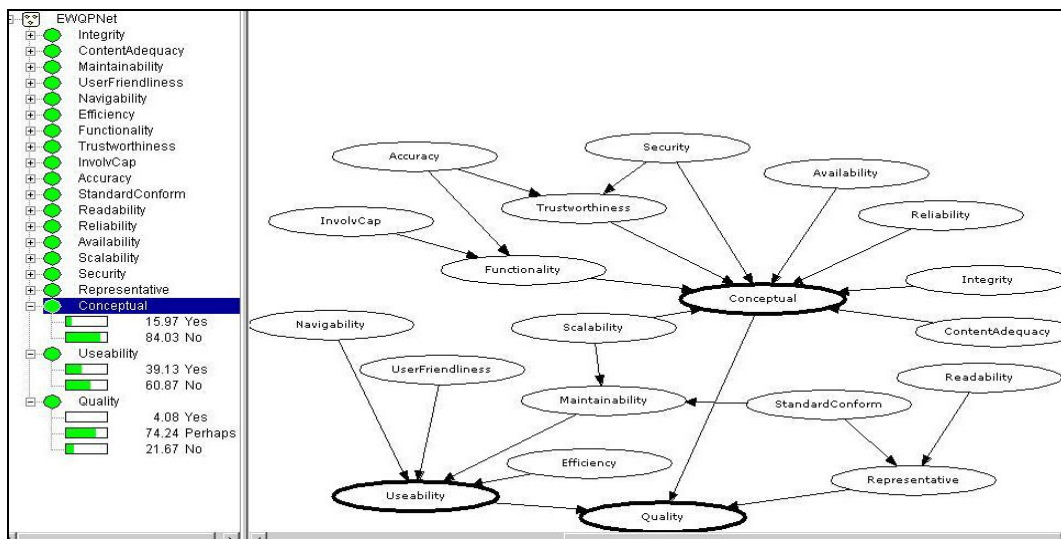 EWQPNet
Integrity
ContentAdequacy
Maintainability
UserFriendliness
Navigability
Efficiency
Functionality
Trustworthiness
InvolvCap
Accuracy
StandardConform
Readability
Reliability
Availability
Scalability
Security
Representative
Conceptual
15.97 Yes
84.03 No
Useability
39.13 Yes
60.87 No
Quality
4.08 Yes
74.24 Perhaps
21.67 No
Accuracy
Security
Availability
InvolvCap
Trustworthiness
Reliability
Functionality
Integrity
Conceptual
Navigability
Scalability
ContentAdequacy
UserFriendliness
Readability
Maintainability
StandardConform
Efficiency
Representative
Useability
Quality